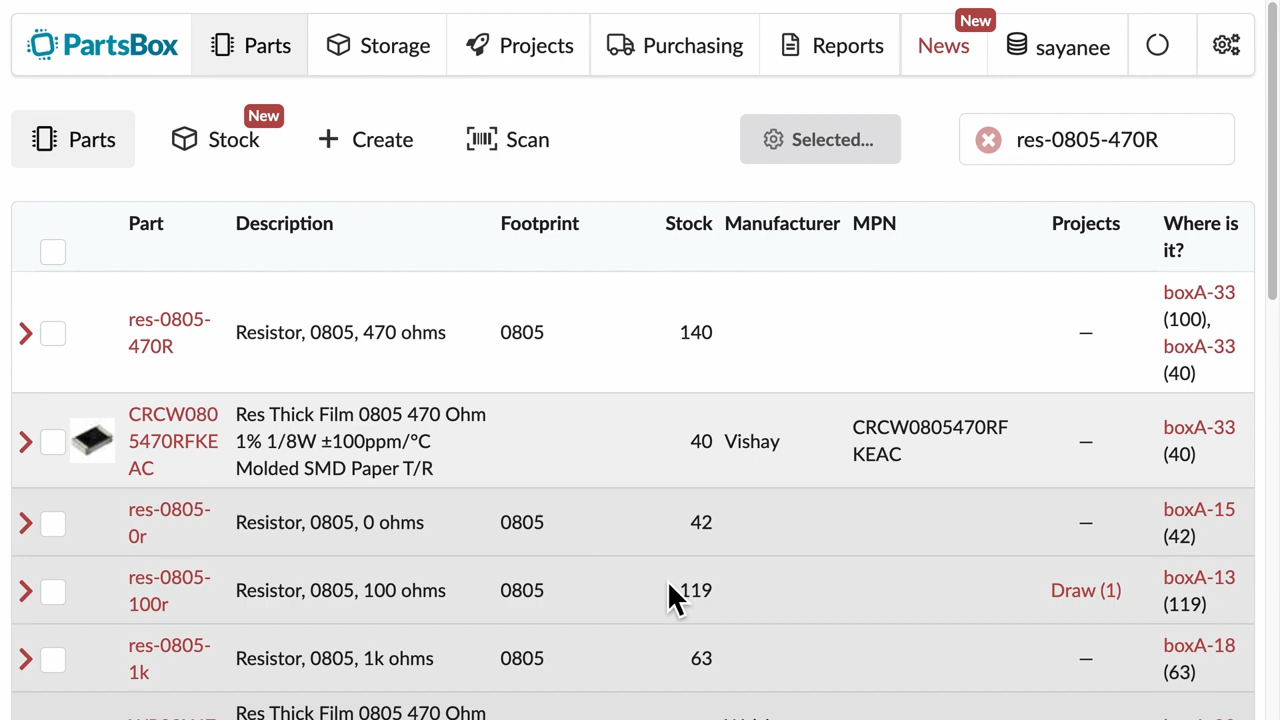 PartsBox Parts Storage Projects Purchasing Reports News New sayanee
Parts Stock New Create Scan Selected... res-0805-470R
Part Description Footprint Stock Manufacturer MPN Projects Where is
it?
res-0805-
470R
Resistor, 0805, 470 ohms 0805 140 —
boxA-33
(100),
boxA-33
(40)
CRCW080
5470RFKE
AC
Res Thick Film 0805 470 Ohm
1% 1/8W ±100ppm/°C
Molded SMD Paper T/R
40 Vishay
CRCW0805470RF
KEAC
—
boxA-33
(40)
res-0805-
0r
Resistor, 0805, 0 ohms 0805 42 —
boxA-15
(42)
res-0805-
100r
Resistor, 0805, 100 ohms 0805 119 Draw (1)
boxA-13
(119)
res-0805-
1k
Resistor, 0805, 1k ohms 0805 63 —
boxA-18
(63)
Res Thick Film 0805 470 Ohm